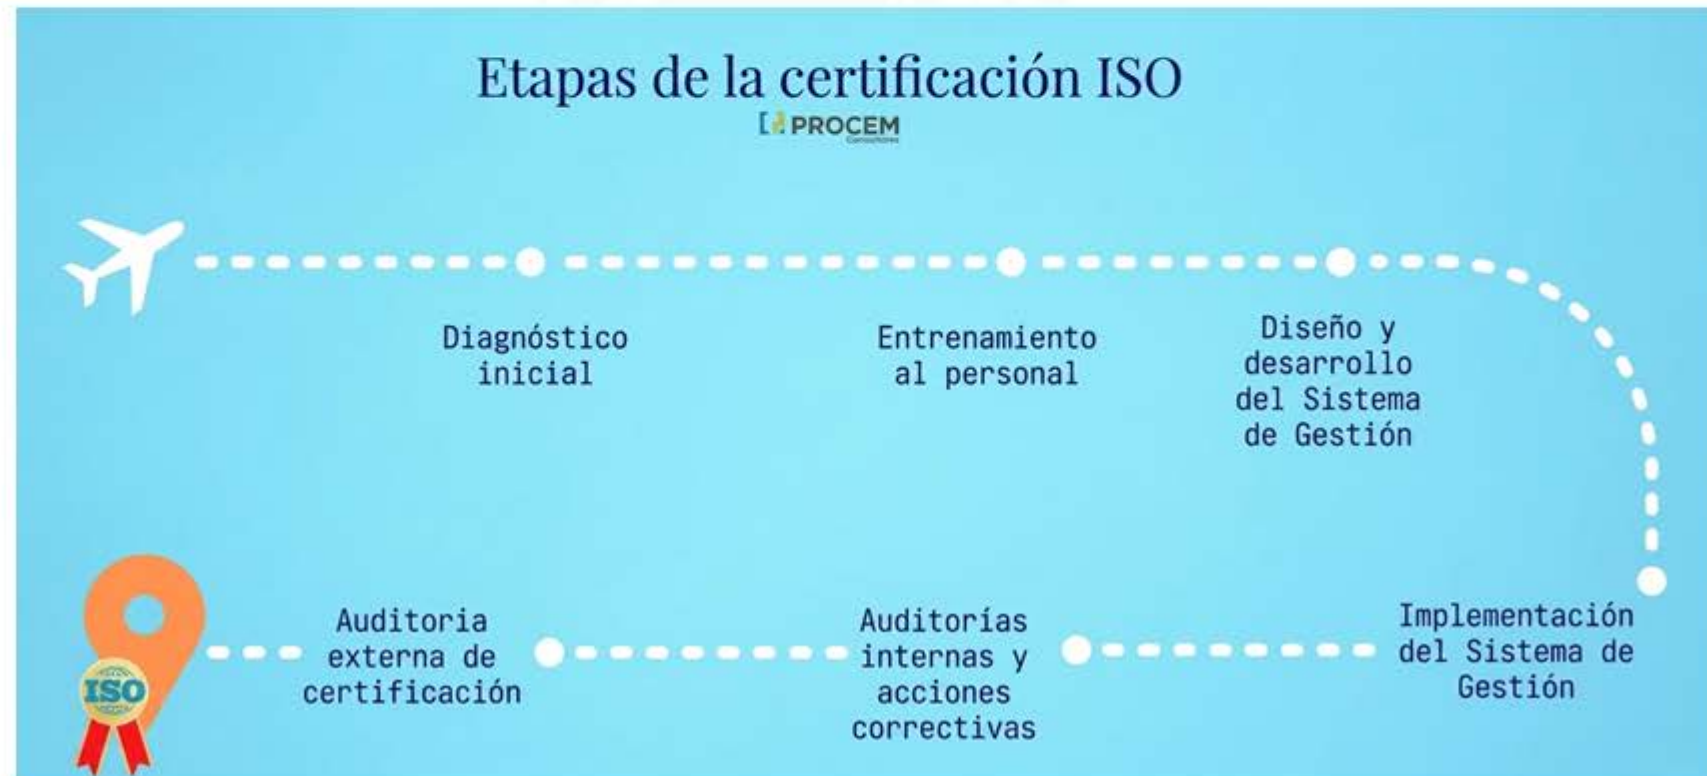 Etapas de la certificación ISO
PROCEM
Consultores
Diagnóstico
inicial
Entrenamiento
al personal
Diseño y
desarrollo
del Sistema
de Gestión
Implementación
del Sistema de
Gestión
Auditorías
internas y
acciones
correctivas
Auditoria
externa de
certificación
ISO